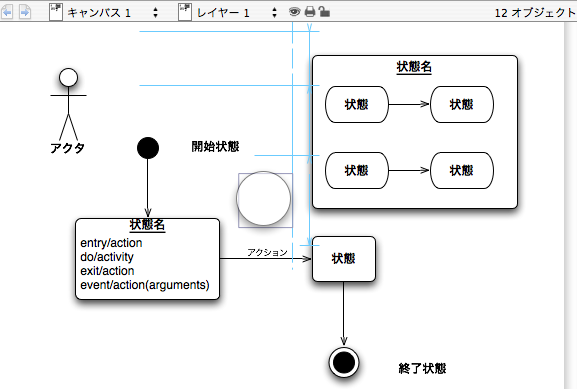 キャンバス 1
レイヤー 1
12 オブジェクト
状態名
状態
状態
アクタ
開始状態
状態
状態
状態名
entry/action
do/activity
exit/action
event/action(arguments)
アクション
状態
終了状態